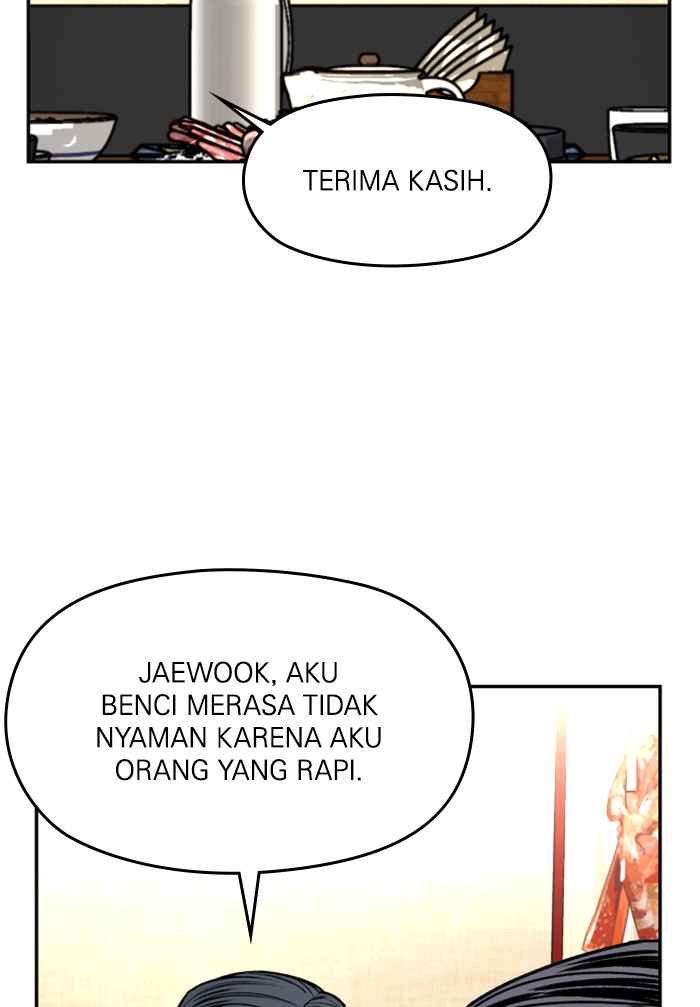 TERIMA KASIH.
JAEWOOK, AKU
BENCI MERASA TIDAK
NYAMAN KARENA AKU
ORANG YANG RAPI.